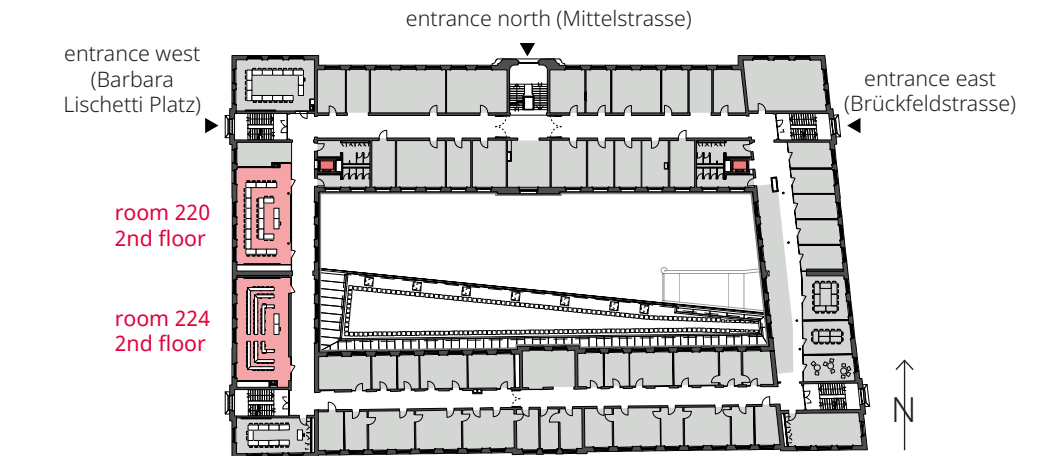 entrance north (Mittelstrasse)
entrance west
(Barbara
Lischetti Platz)
entrance east
(Brückfeldstrasse)
room 220
2nd floor
room 224
2nd floor
N